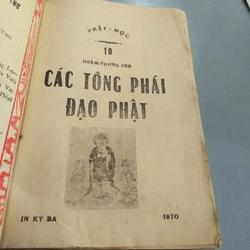 PHẬT-HỌC
10
ĐOÀN-TRUNG-CÒN
CÁC TÔNG PHÁI
ĐẠO PHẬT
IN KỲ BA
1970